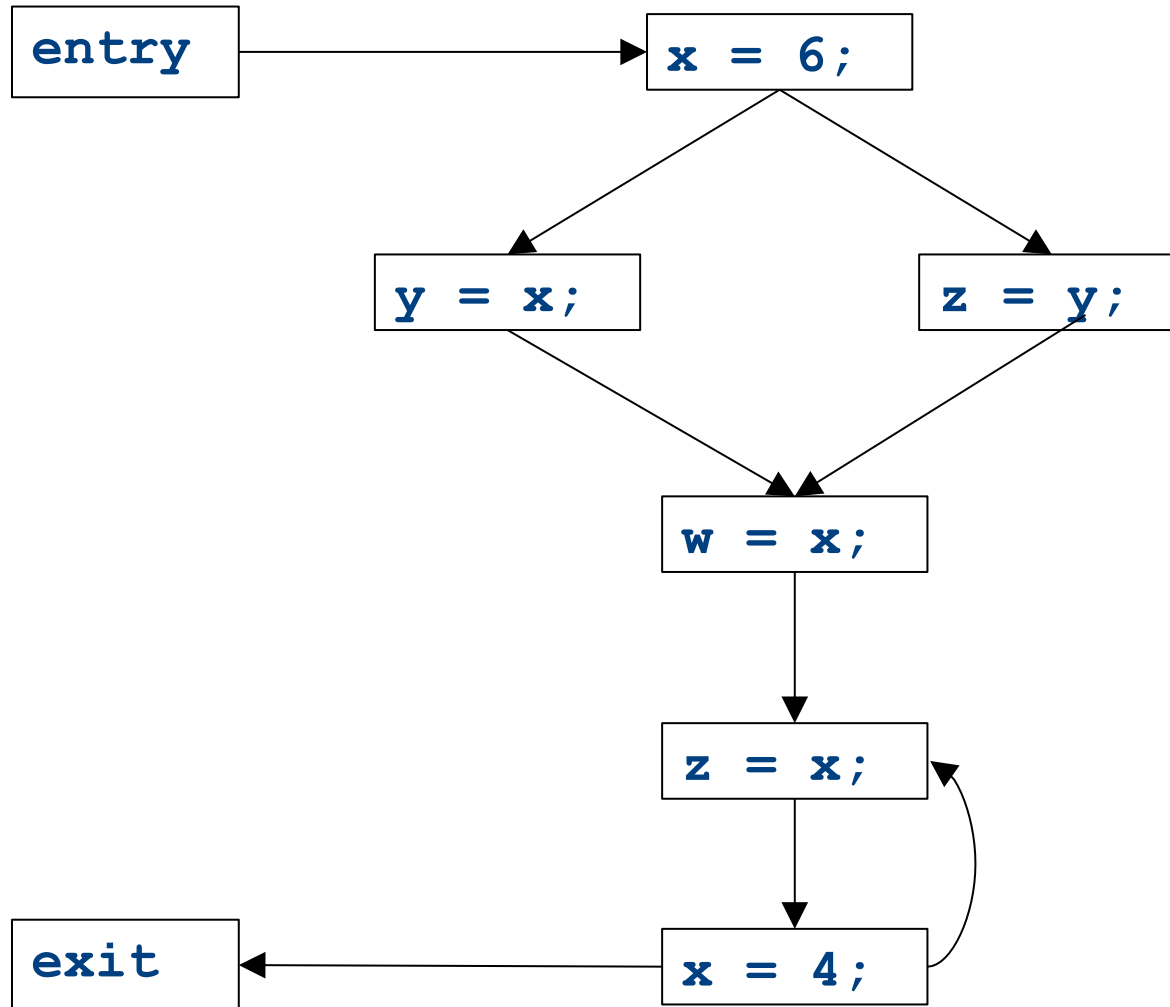 entry
x = 6;
y = x;
z = y;
w = x;
z = x;
x = 4;
exit